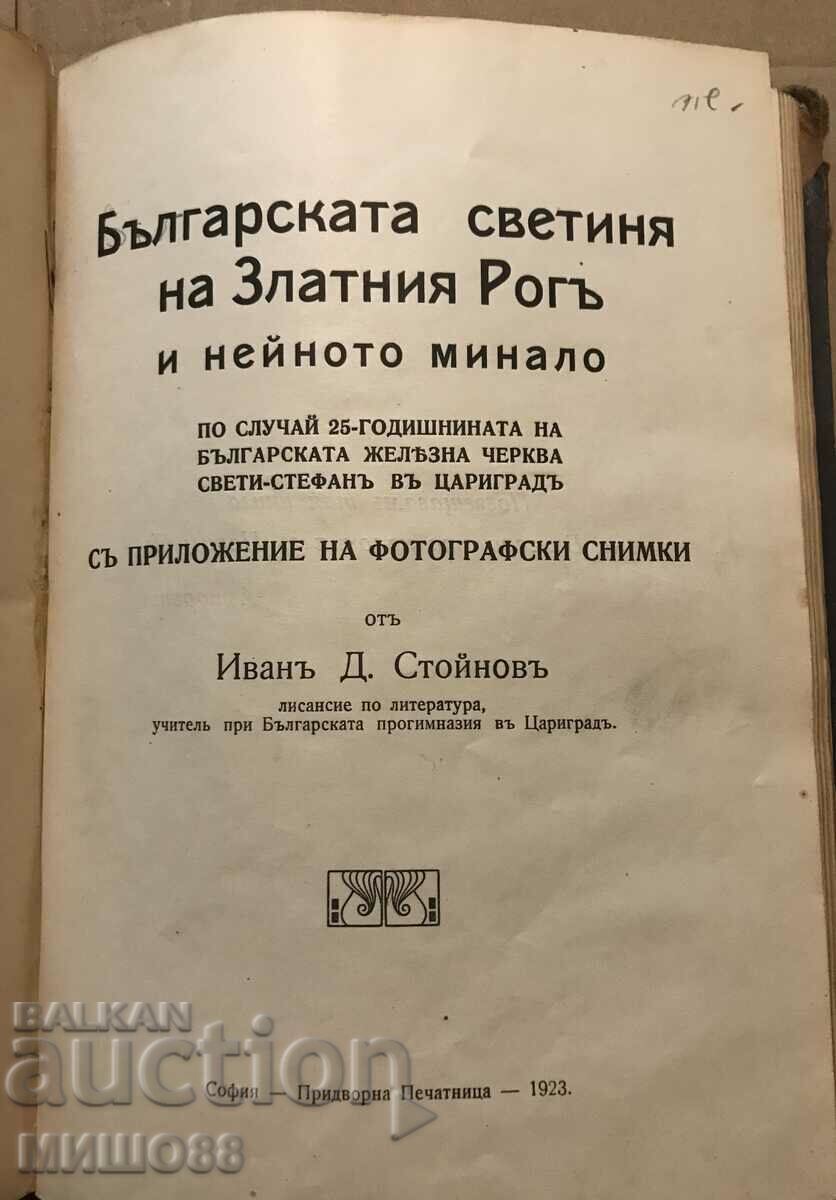 Българската светиня
на Златния Рогъ
и нейното минало
ПО СЛУЧАЙ 25-ГОДИШНИНАТА НА
БЪЛГАРСКАТА ЖЕЛѢЗНА ЧЕРКВА
СВЕТИ-СТЕФАНЪ ВЪ ЦАРИГРАДЪ
СЪ ПРИЛОЖЕНИЕ НА ФОТОГРАФСКИ СНИМКИ
отъ
Иванъ Д. Стойновъ
лисансие по литература,
учитель при Българската прогимназия въ Цариградъ.
BALKAN
auction
София — Придворна Печатница — 1923.
МИШО88